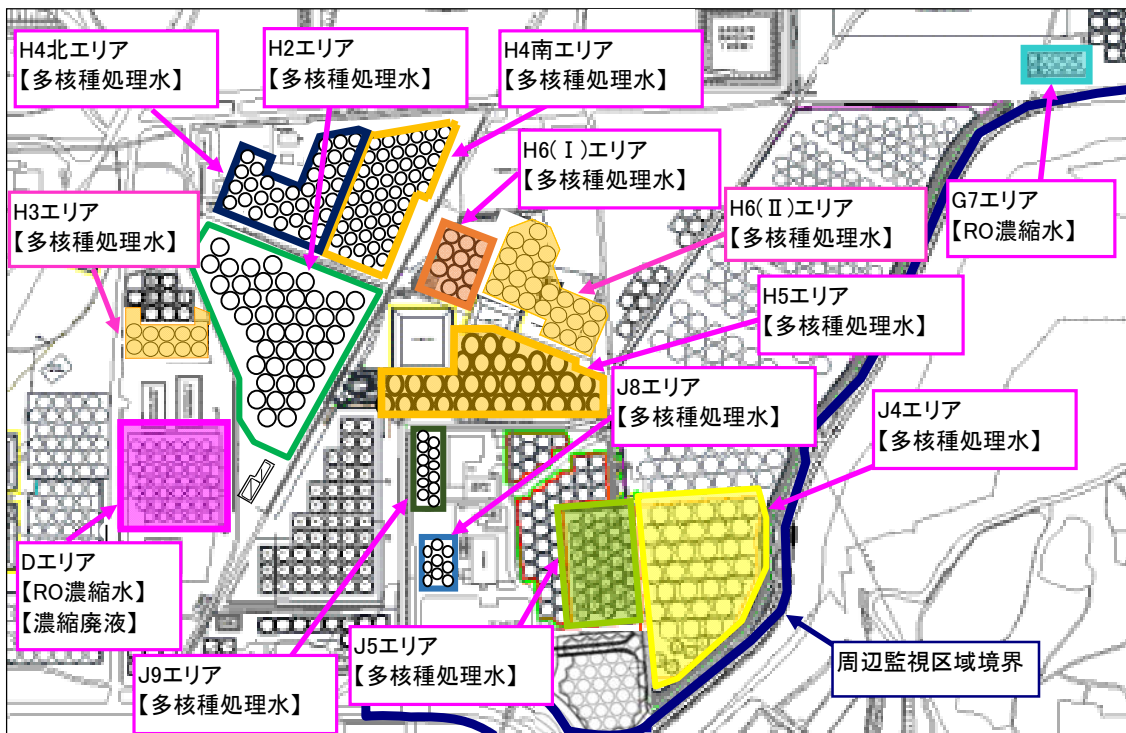 H4北エリア
【多核種処理水】
H2エリア
【多核種処理水】
H4南エリア
【多核種処理水】
H6(Ⅰ)エリア
【多核種処理水】
G7エリア
【RO濃縮水】
H3エリア
【多核種処理水】
H6(Ⅱ)エリア
【多核種処理水】
H5エリア
【多核種処理水】
J8エリア
【多核種処理水】
J4エリア
【多核種処理水】
Dエリア
【RO濃縮水】
【濃縮廃液】
J9エリア
【多核種処理水】
J5エリア
【多核種処理水】
周辺監視区域境界